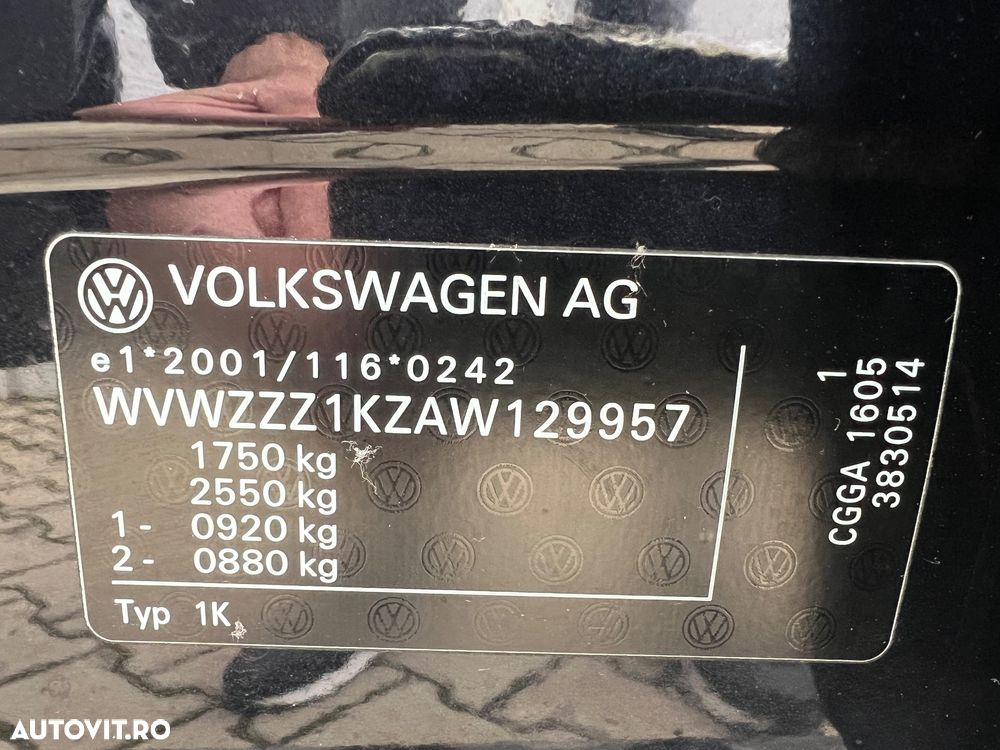 VOLKSWAGEN AG
e1*2001/116*0242
WVWZZZ1KZAW129957
1750 kg
2550 kg
1- 0920 kg
2- 0880 kg
Typ 1K
1
CGGA 1605
3830514
AUTOVIT.RO